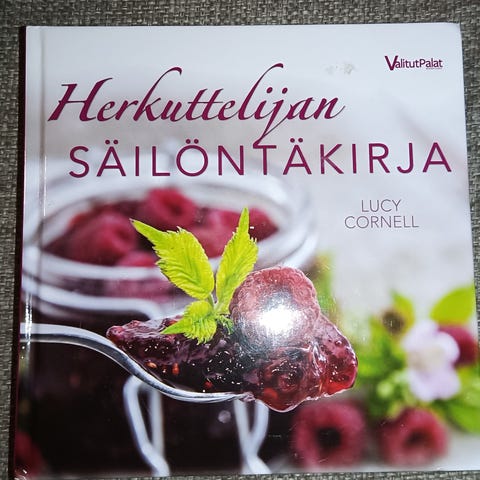 ValitutPalat
Herkuttelijan
SÄILÖNTÄKIRJA
LUCY
CORNELL